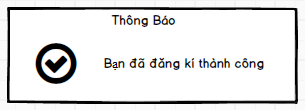 Thông Báo
Bạn đã đăng kí thành công